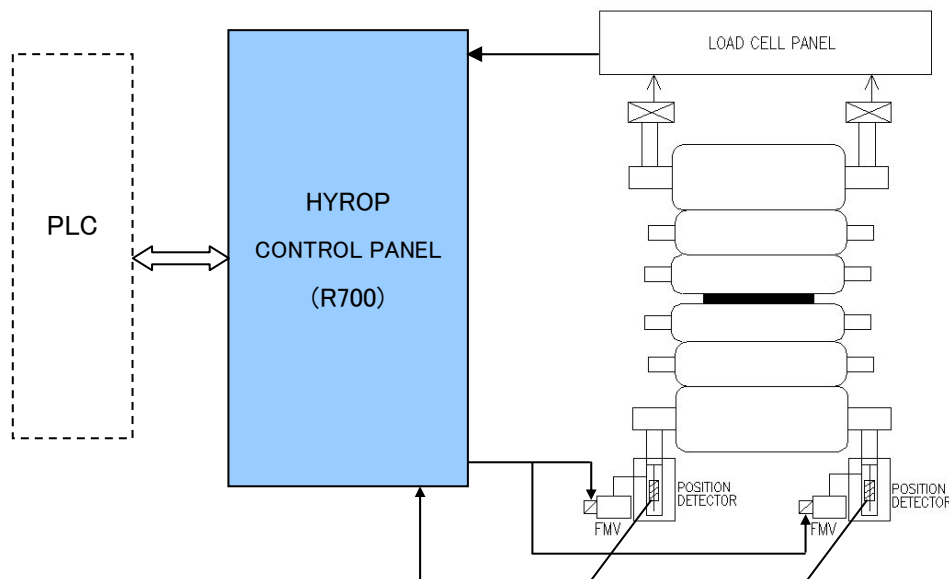 LOAD CELL PANEL
PLC
HYROP
CONTROL PANEL
(R700)
POSITION
DETECTOR
FMV
POSITION
DETECTOR
FMV